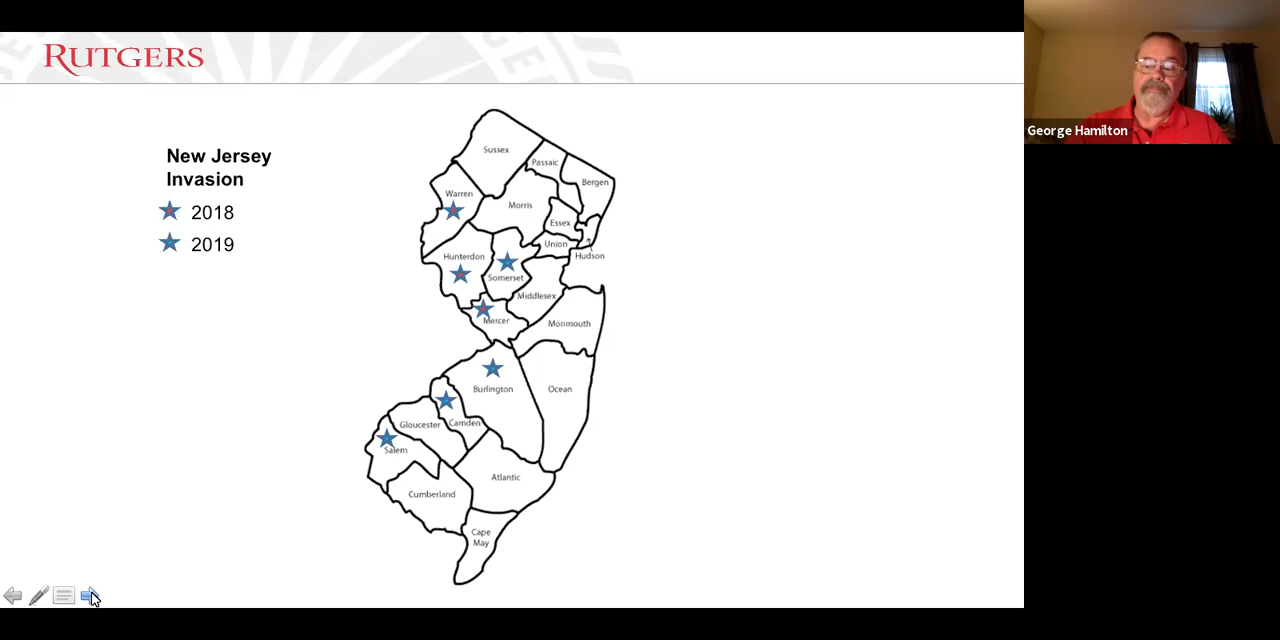 RUTGERS
George Hamilton
New Jersey
Invasion
2018
2019
Sussex
Passaic
Bergen
Warren
Morris
Essex
Union
Hudson
Hunterdon
Somerset
Middlesex
Mercer
Monmouth
Burlington
Ocean
Camden
Gloucester
Salem
Atlantic
Cumberland
Cape
May